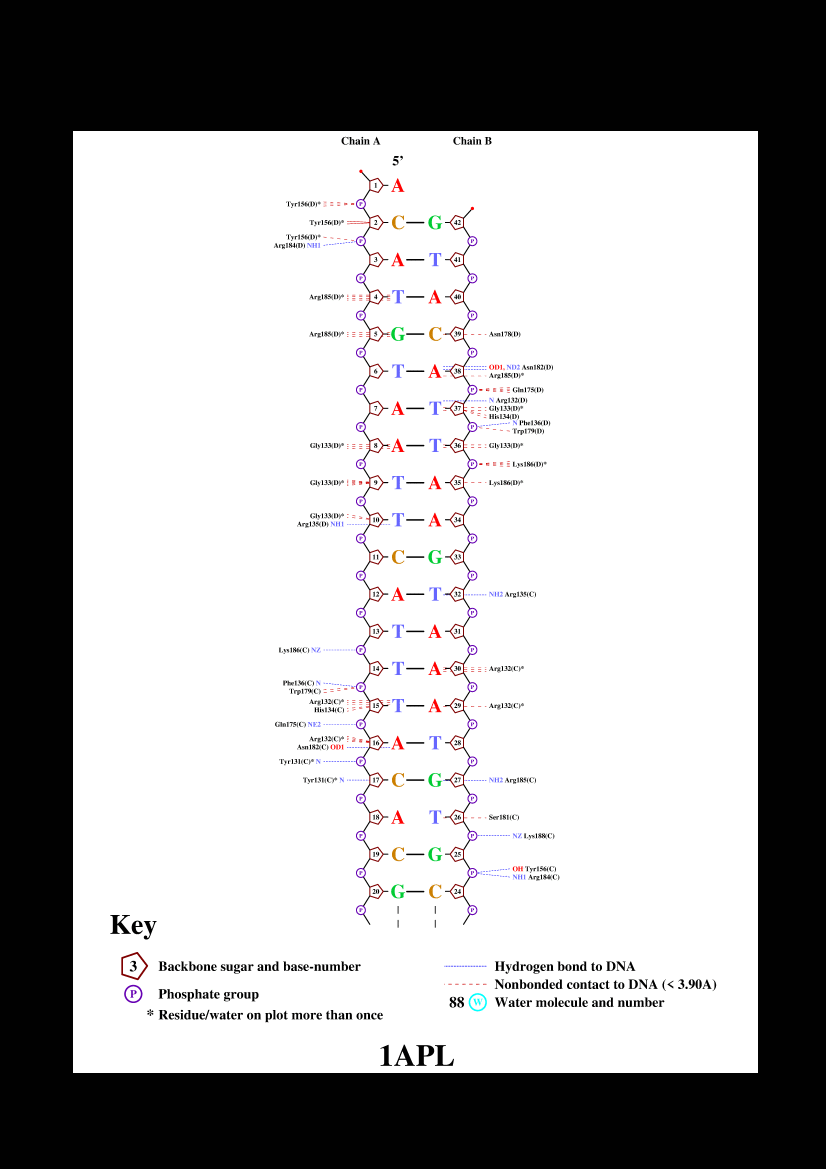 Chain A Chain B
5'
1 A
P
Tyr156(D)*
Tyr156(D)* 2 C G 42
Tyr156(D)* P P
Arg184(D) NH1
3 A T 41
P P
Arg185(D)* 4 T A 40
P P
Arg185(D)* 5 G C 39 Asn178(D)
P P
6 T A 38 OD1, ND2 Asn182(D)
Arg185(D)*
P P Gln175(D)
N Arg132(D)
7 A T 37 Gly133(D)*
His134(D)
P P N Phe136(D)
Trp179(D)
Gly133(D)* 8 A T 36 Gly133(D)*
P P Lys186(D)*
Gly133(D)* 9 T A 35 Lys186(D)*
P P
Gly133(D)* 10 T A 34
Arg135(D) NH1
P P
11 C G 33
P P
12 A T 32 NH2 Arg135(C)
P P
13 T A 31
Lys186(C) NZ P P
14 T A 30 Arg132(C)*
Phe136(C) N P P
Trp179(C)
Arg132(C)* 15 T A 29 Arg132(C)*
His134(C)
Gln175(C) NE2 P P
Arg132(C)* 16 A T 28
Asn182(C) OD1
Tyr131(C)* N P P
Tyr131(C)* N 17 C G 27 NH2 Arg185(C)
P P
18 A T 26 Ser181(C)
P P NZ Lys188(C)
19 C G 25
P P OH Tyr156(C)
NH1 Arg184(C)
20 G C 24
P P
Key
3 Backbone sugar and base-number
P Phosphate group
* Residue/water on plot more than once
Hydrogen bond to DNA
Nonbonded contact to DNA (< 3.90A)
88 W Water molecule and number
1APL